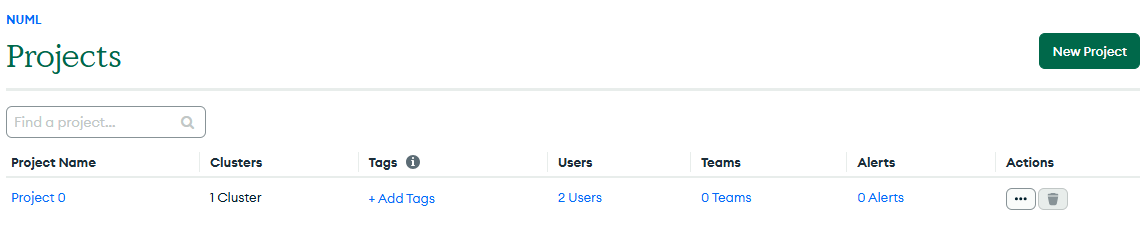 NUML
Projects
New Project
Find a project...
Project Name Clusters Tags Users Teams Alerts Actions
Project 0 1 Cluster + Add Tags 2 Users 0 Teams 0 Alerts